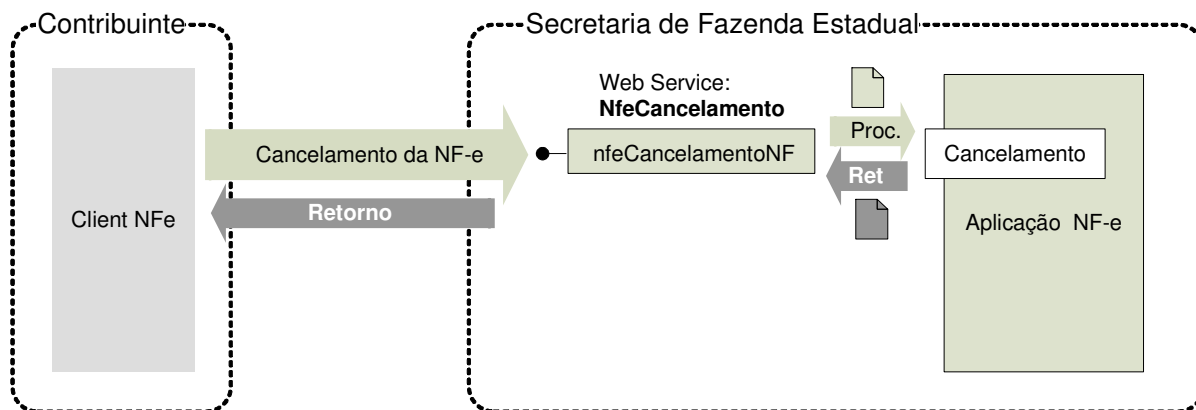 Contribuinte
Secretaria de Fazenda Estadual
Web Service:
NfeCancelamento
Cancelamento da NF-e
nfeCancelamentoNF
Proc.
Cancelamento
Retorno
Ret
Client NFe
Aplicação NF-e